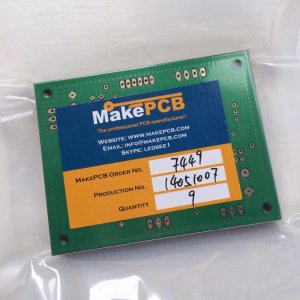 MakePCB
The professional PCB manufacturer!
Website: www.makepcb.com
Email: info@makepcb.com
Skype: ledsee1
MakePCB Order No. 7449
Production No. 14051007
Quantity 9